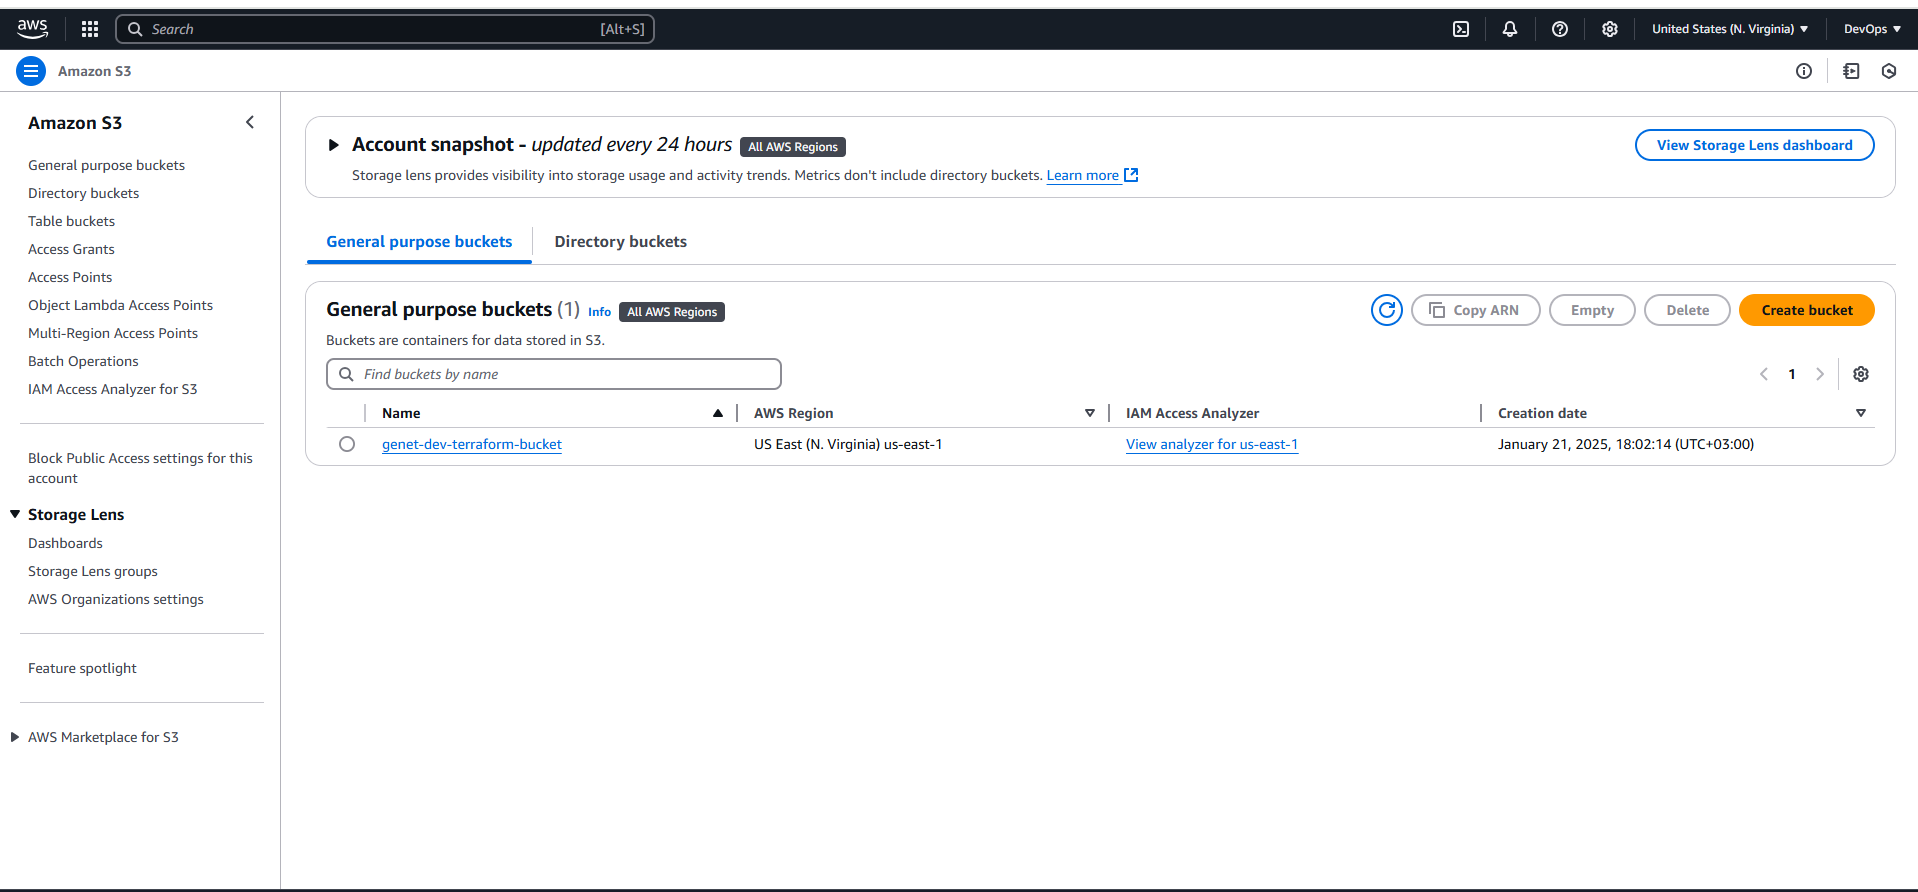 aws
Search [Alt+S]
United States (N. Virginia)
DevOps
Amazon S3
Amazon S3
General purpose buckets
Directory buckets
Table buckets
Access Grants
Access Points
Object Lambda Access Points
Multi-Region Access Points
Batch Operations
IAM Access Analyzer for S3
Block Public Access settings for this
account
Storage Lens
Dashboards
Storage Lens groups
AWS Organizations settings
Feature spotlight
AWS Marketplace for S3
Account snapshot - updated every 24 hours All AWS Regions
View Storage Lens dashboard
Storage lens provides visibility into storage usage and activity trends. Metrics don't include directory buckets. Learn more
General purpose buckets Directory buckets
General purpose buckets (1) Info All AWS Regions
Copy ARN Empty Delete Create bucket
Buckets are containers for data stored in S3.
Find buckets by name
1
Name AWS Region IAM Access Analyzer Creation date
genet-dev-terraform-bucket US East (N. Virginia) us-east-1 View analyzer for us-east-1 January 21, 2025, 18:02:14 (UTC+03:00)